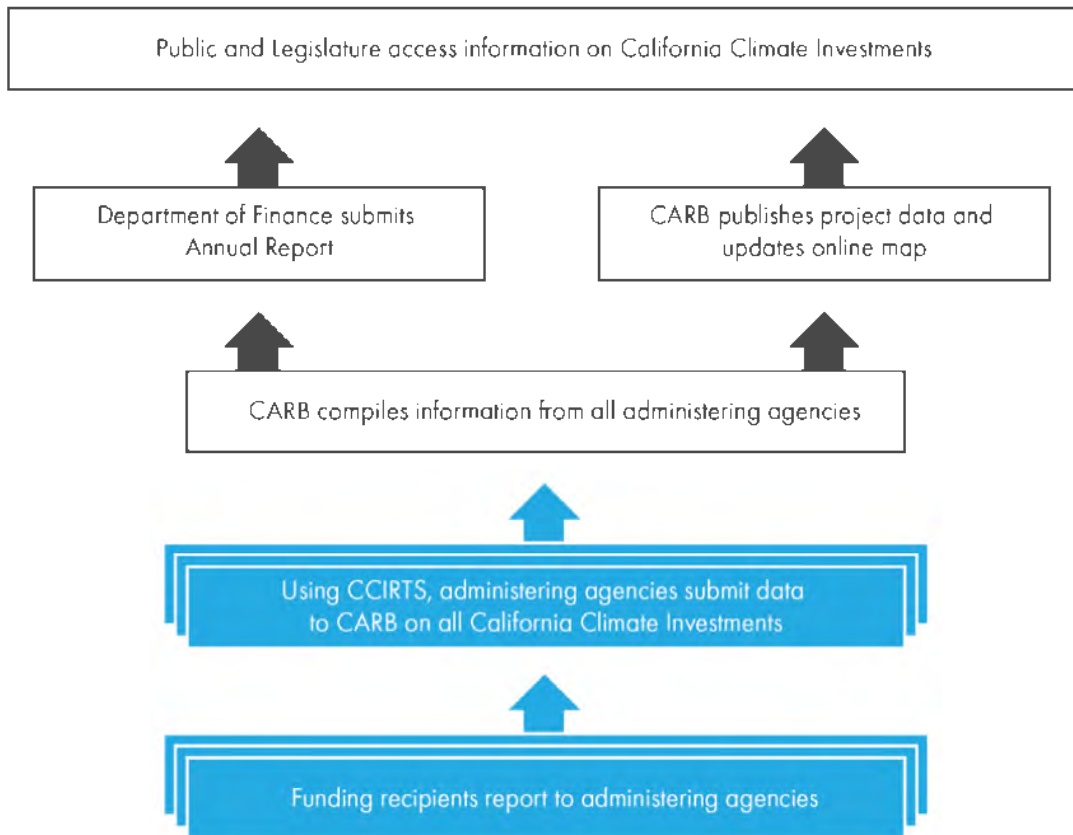 Public and Legislature access information on California Climate Investments
Department of Finance submits
Annual Report
CARB publishes project data and
updates online map
CARB compiles information from all administering agencies
Using CCIRTS, administering agencies submit data
to CARB on all California Climate Investments
Funding recipients report to administering agencies